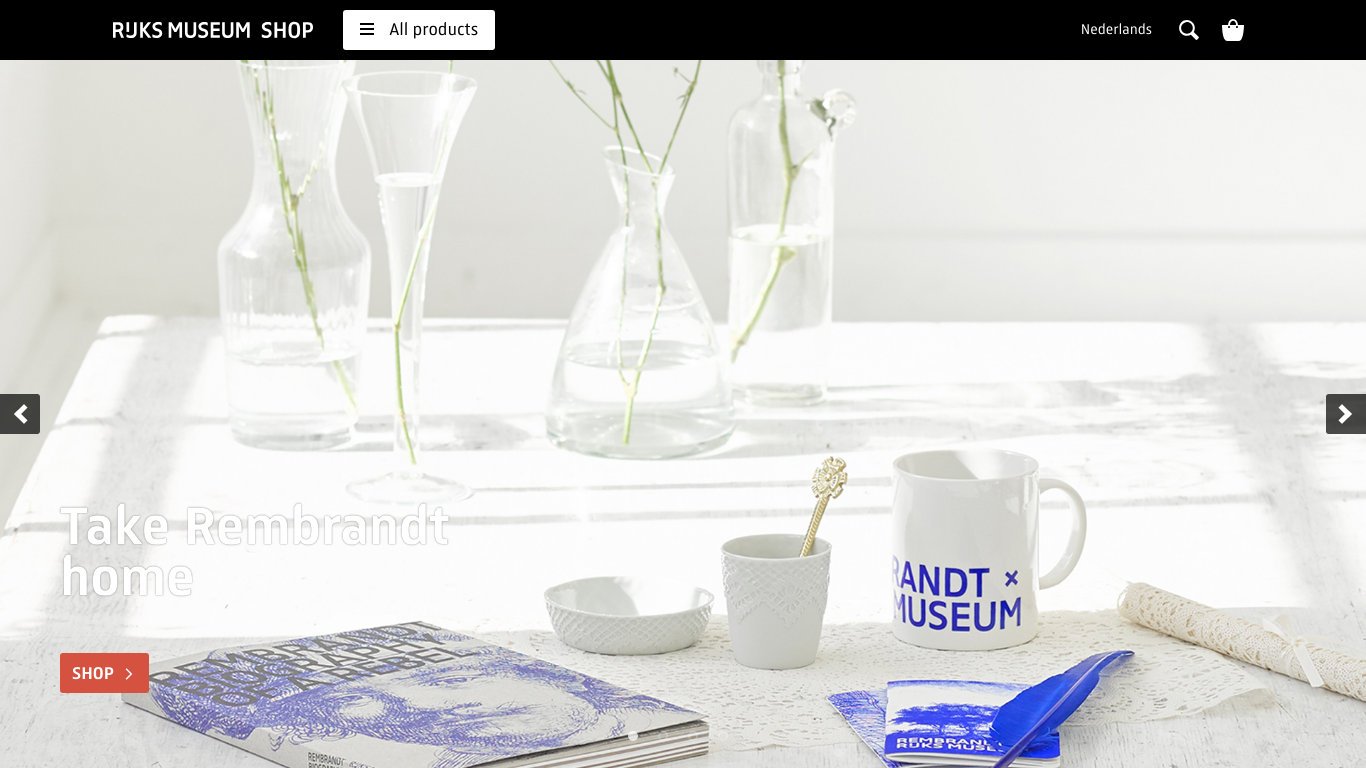 RIJKS MUSEUM SHOP
All products
Nederlands
Take Rembrandt
home
SHOP
REMBRANDT
BIOGRAPHY
OF A REBEL
RANDT ×
MUSEUM
REMBRANDT
RIJKS MUSE
REMBRANDT